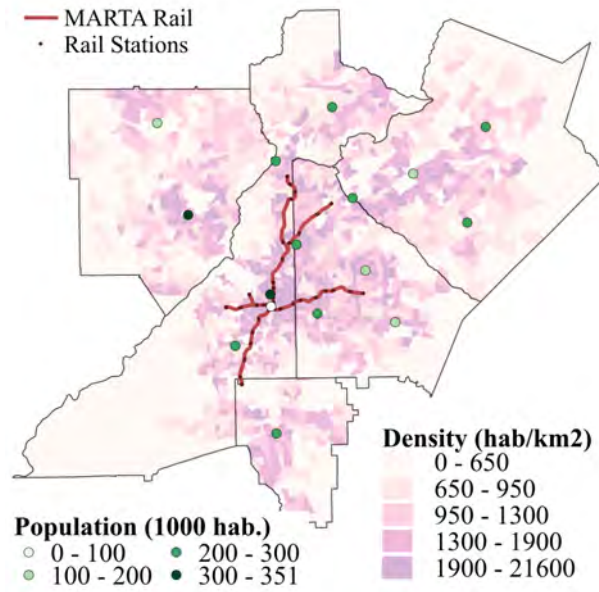 MARTA Rail
Rail Stations
Density (hab/km2)
0 - 650
650 - 950
950 - 1300
1300 - 1900
1900 - 21600
Population (1000 hab.)
0 - 100
200 - 300
100 - 200
300 - 351